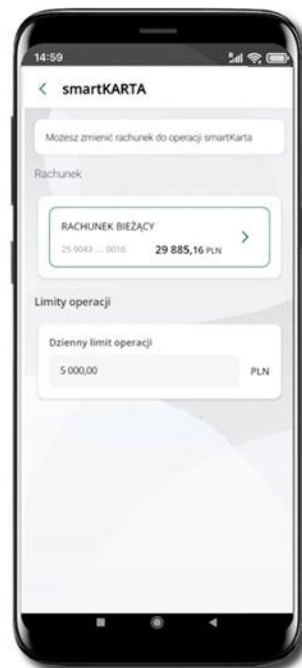 14:59
smartKARTA
Możesz zmienić rachunek do operacji smartKarta
Rachunek
RACHUNEK BIEŻĄCY
25 9043 .... 0010 29 885,16 PLN
Limity operacji
Dzienny limit operacji
5 000,00 PLN